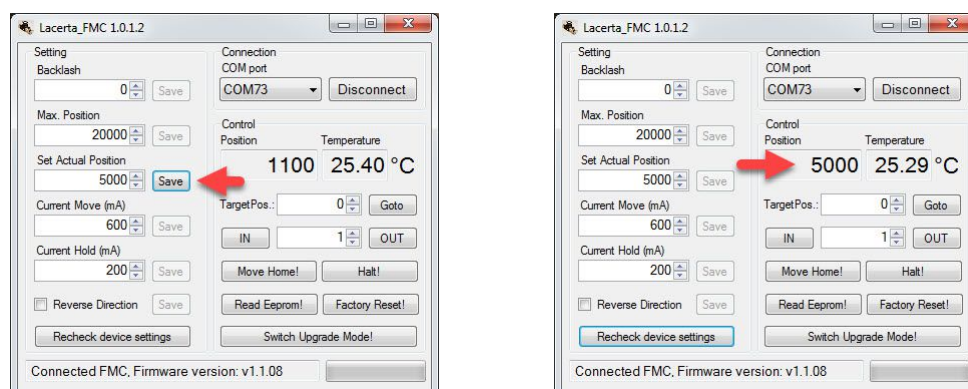 Lacerta_FMC 1.0.1.2
Setting
Backlash
0 Save
Max. Position
20000 Save
Set Actual Position
5000 Save
Current Move (mA)
600 Save
Current Hold (mA)
200 Save
Reverse Direction Save
Recheck device settings
Connection
COM port
COM73 Disconnect
Control
Position Temperature
1100 25.40 °C
TargetPos.: 0 Goto
IN 1 OUT
Move Home! Halt!
Read Eeprom! Factory Reset!
Switch Upgrade Mode!
Connected FMC, Firmware version: v1.1.08
Lacerta_FMC 1.0.1.2
Setting
Backlash
0 Save
Max. Position
20000 Save
Set Actual Position
5000 Save
Current Move (mA)
600 Save
Current Hold (mA)
200 Save
Reverse Direction Save
Recheck device settings
Connection
COM port
COM73 Disconnect
Control
Position Temperature
5000 25.29 °C
TargetPos.: 0 Goto
IN 1 OUT
Move Home! Halt!
Read Eeprom! Factory Reset!
Switch Upgrade Mode!
Connected FMC, Firmware version: v1.1.08